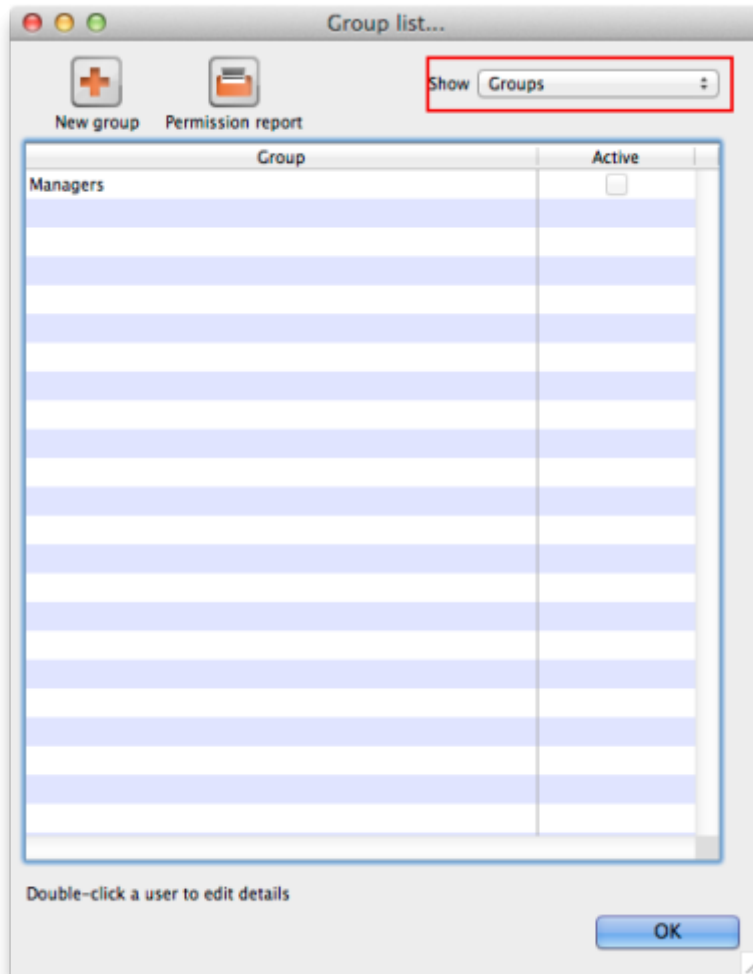 Group list...
Show Groups
New group Permission report
Group Active
Managers
Double-click a user to edit details
OK